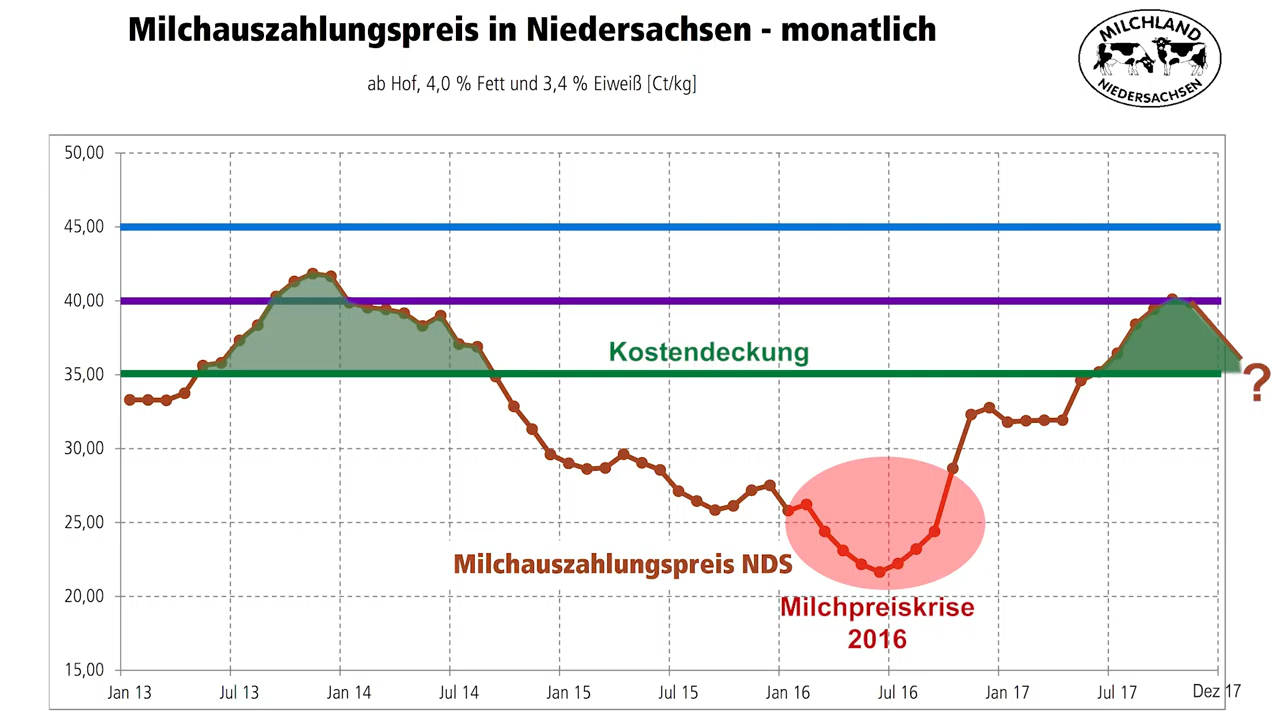 Milchauszahlungspreis in Niedersachsen - monatlich
ab Hof, 4,0 % Fett und 3,4 % Eiweiß [Ct/kg]
MILCHLAND
NIEDERSACHSEN
50,00
45,00
40,00
35,00
30,00
25,00
20,00
15,00
Kostendeckung
?
Milchauszahlungspreis NDS
Milchpreiskrise
2016
Jan 13 Jul 13 Jan 14 Jul 14 Jan 15 Jul 15 Jan 16 Jul 16 Jan 17 Jul 17 Dez 17